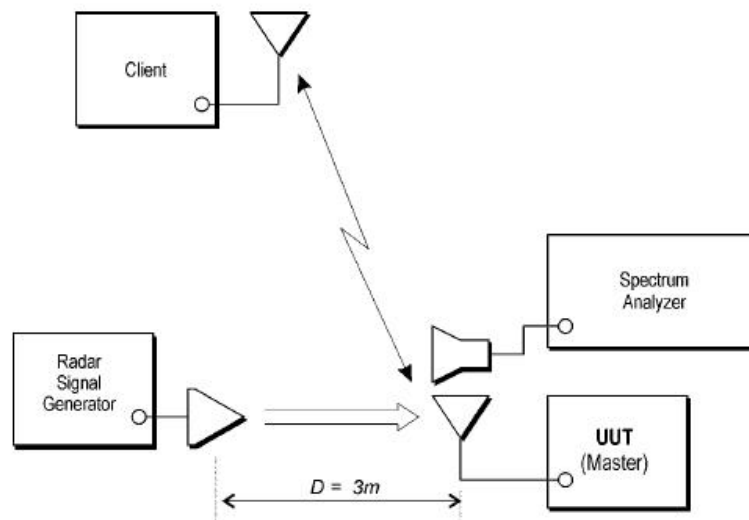 Client
Spectrum
Analyzer
Radar
Signal
Generator
UUT
(Master)
D = 3m